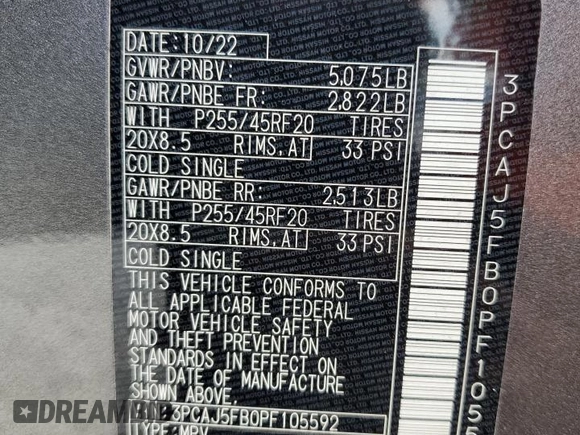 DATE:10/22
GVWR/PNBV: 5,075LB
GAWR/PNBE FR: 2,822LB
WITH P255/45RF20 TIRES
20X8.5 RIMS,AT 33 PSI
COLD SINGLE
GAWR/PNBE RR: 2,513LB
WITH P255/45RF20 TIRES
20X8.5 RIMS,AT 33 PSI
COLD SINGLE
THIS VEHICLE CONFORMS TO
ALL APPLICABLE FEDERAL
MOTOR VEHICLE SAFETY
AND THEFT PREVENTION
STANDARDS IN EFFECT ON
THE DATE OF MANUFACTURE
SHOWN ABOVE.
3PCAJ5FB0PF105592
TYPE: MPV
3PCAJ5FB0PF1055
DEALERSHIPS